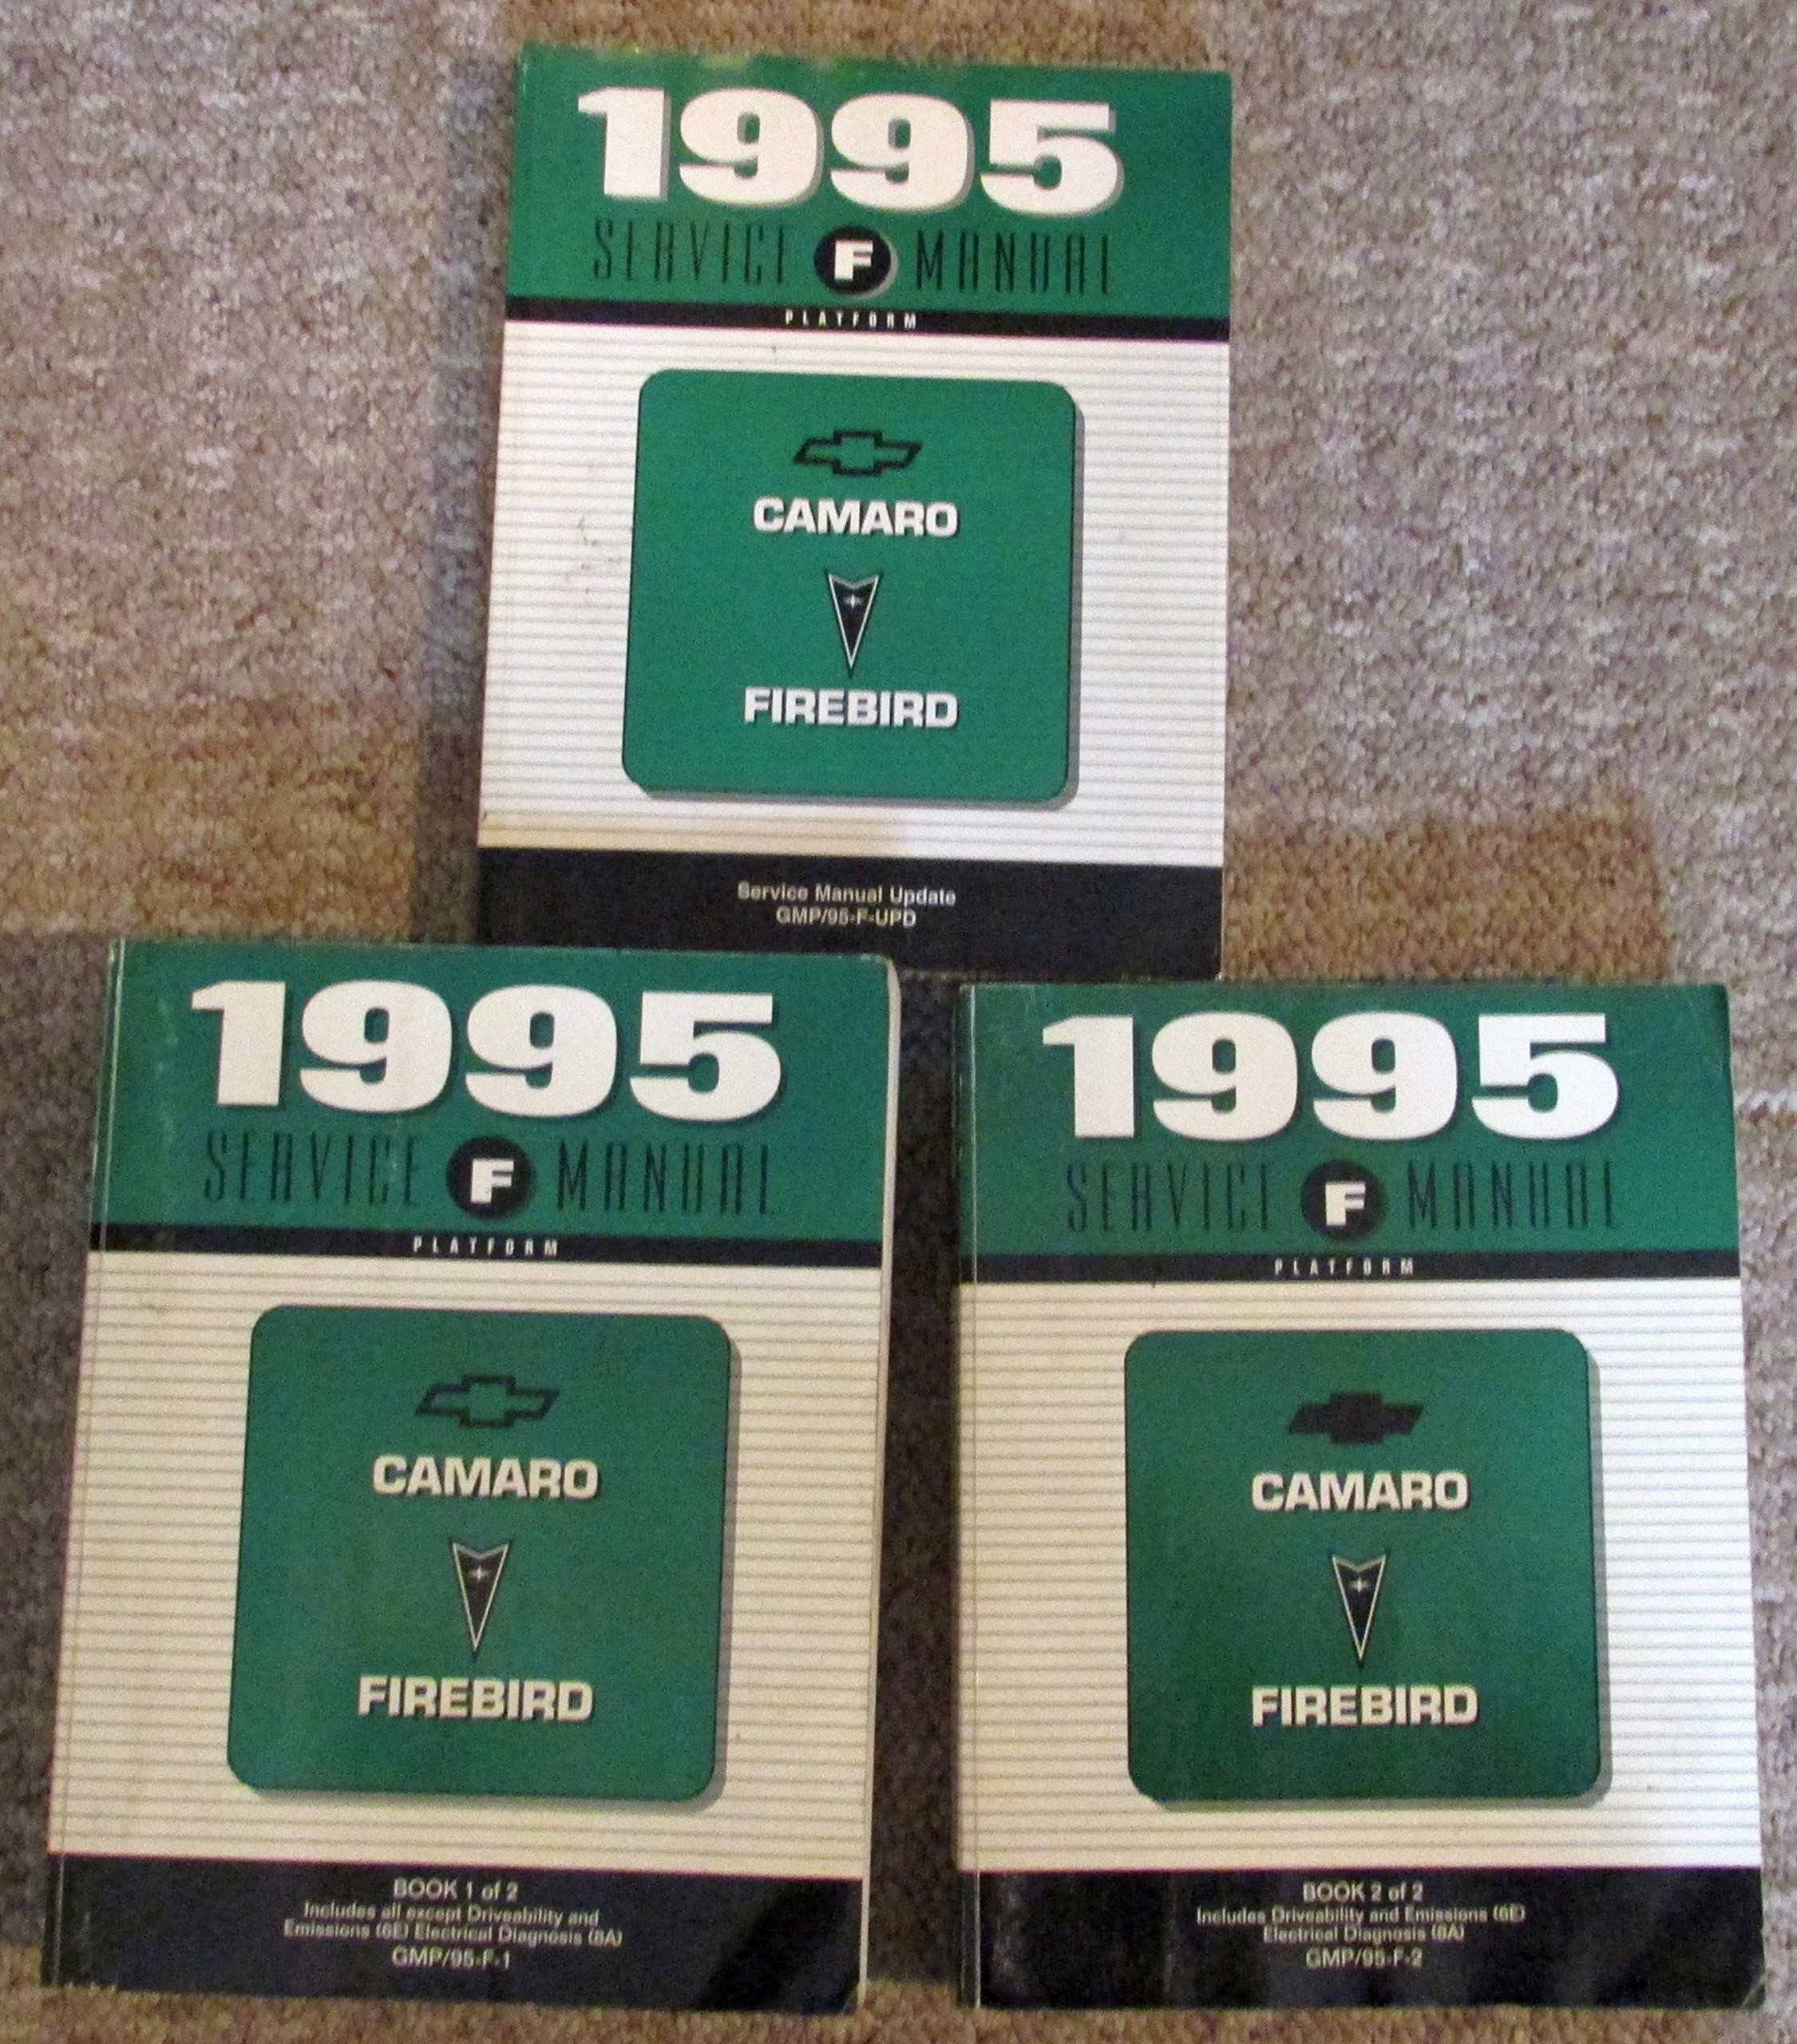 1995
SERVICE F MANUAL
PLATFORM
CAMARO
FIREBIRD
Service Manual Update
GMP/95-F-UPD
1995
SERVICE F MANUAL
PLATFORM
CAMARO
FIREBIRD
BOOK 1 of 2
Includes all except Driveability and
Emissions (6E) Electrical Diagnosis (8A)
GMP/95-F-1
1995
SERVICE F MANUAL
PLATFORM
CAMARO
FIREBIRD
BOOK 2 of 2
Includes Driveability and Emissions (6E)
Electrical Diagnosis (8A)
GMP/95-F-2